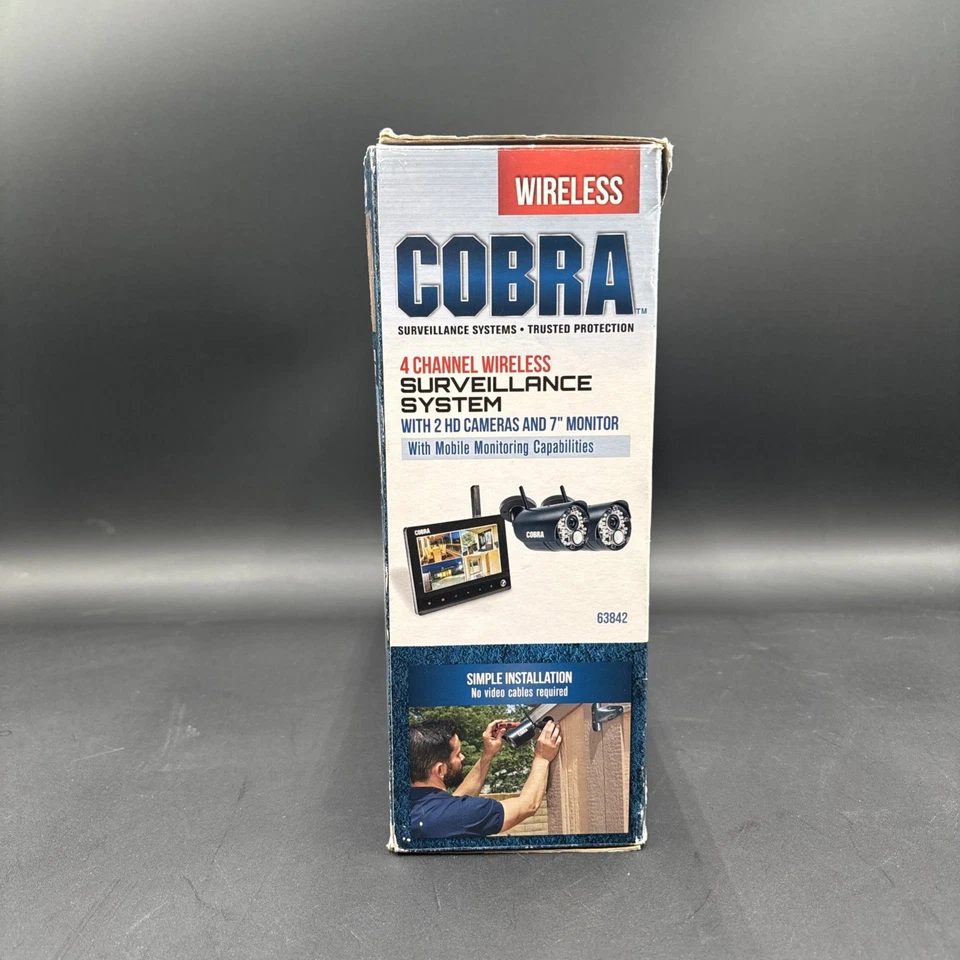 WIRELESS
COBRA™
SURVEILLANCE SYSTEMS • TRUSTED PROTECTION
4 CHANNEL WIRELESS
SURVEILLANCE
SYSTEM
WITH 2 HD CAMERAS AND 7" MONITOR
With Mobile Monitoring Capabilities
COBRA
COBRA
63842
SIMPLE INSTALLATION
No video cables required